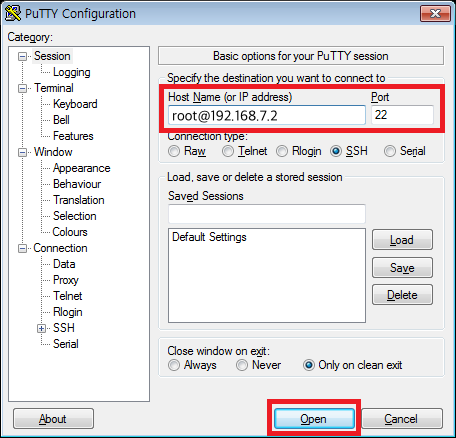 PuTTY Configuration
Category:
Session
Logging
Terminal
Keyboard
Bell
Features
Window
Appearance
Behaviour
Translation
Selection
Colours
Connection
Data
Proxy
Telnet
Rlogin
SSH
Serial
Basic options for your PuTTY session
Specify the destination you want to connect to
Host Name (or IP address) Port
root@192.168.7.2 22
Connection type:
Raw Telnet Rlogin SSH Serial
Load, save or delete a stored session
Saved Sessions
Default Settings
Load
Save
Delete
Close window on exit:
Always Never Only on clean exit
About Open Cancel